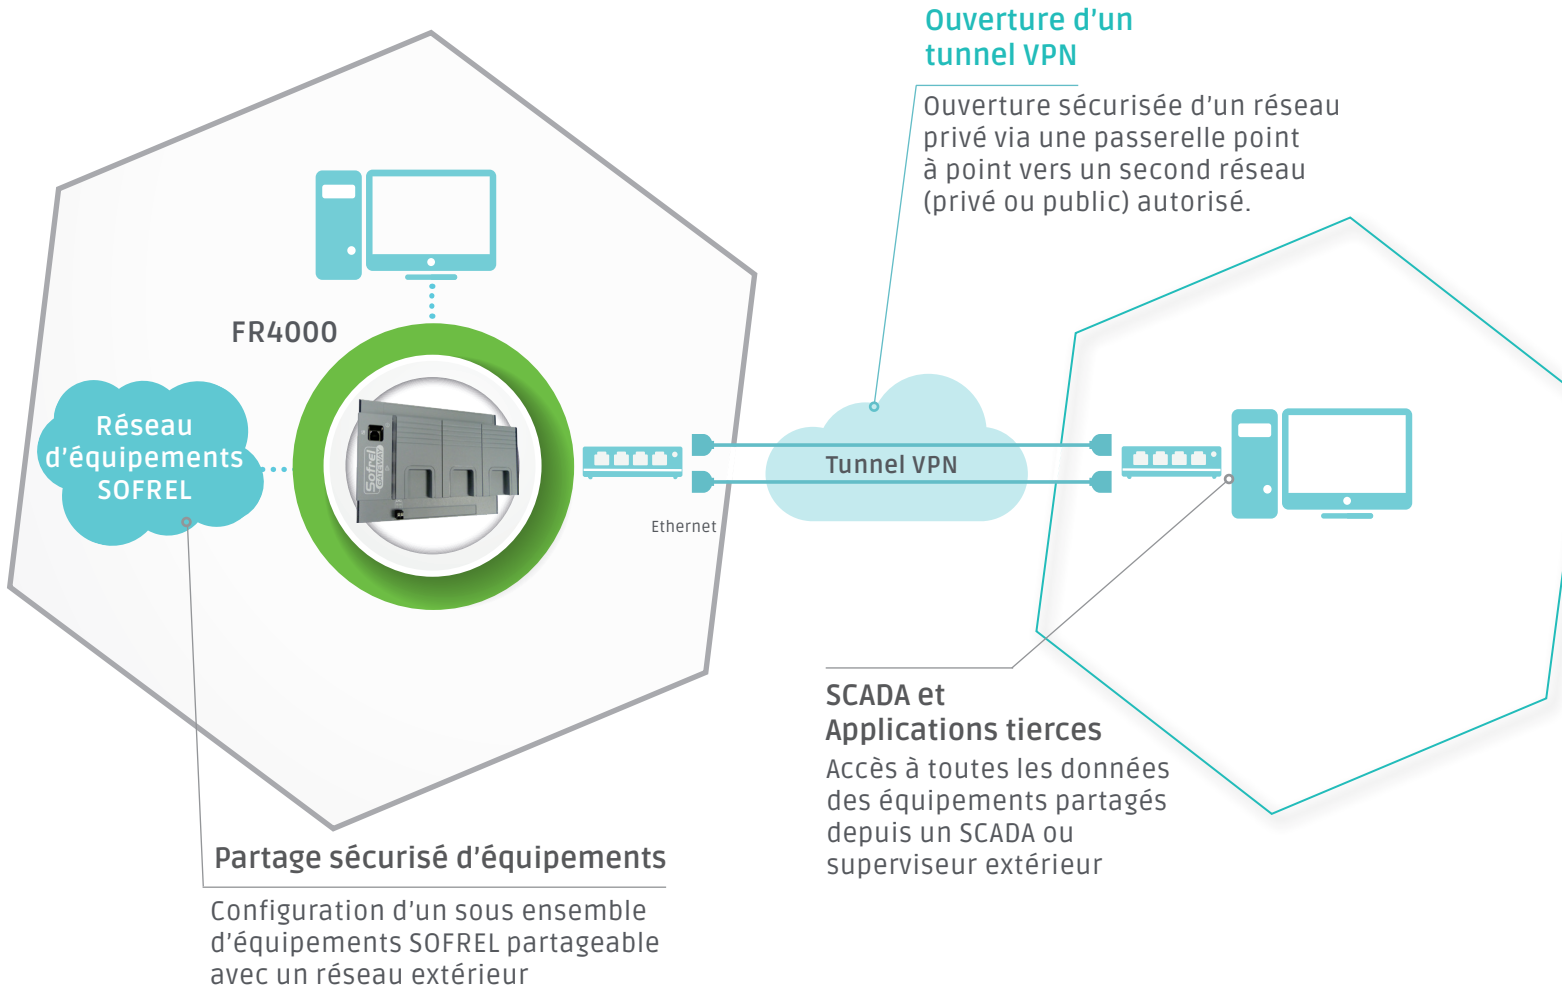 Ouverture d'un
tunnel VPN
Ouverture sécurisée d'un réseau
privé via une passerelle point
à point vers un second réseau
(privé ou public) autorisé.
FR4000
Réseau
d'équipements
SOFREL
Sofrel
GATEWAY
Ethernet
Tunnel VPN
SCADA et
Applications tierces
Accès à toutes les données
des équipements partagés
depuis un SCADA ou
superviseur extérieur
Partage sécurisé d'équipements
Configuration d'un sous ensemble
d'équipements SOFREL partageable
avec un réseau extérieur